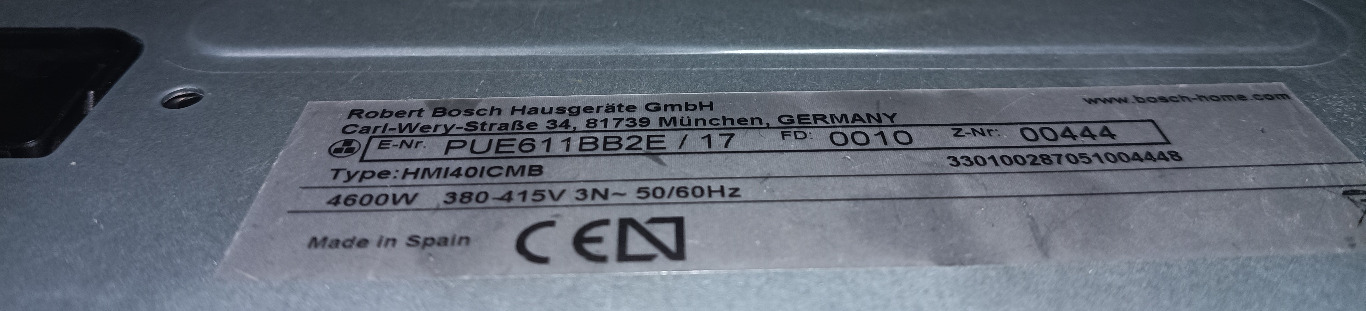 Robert Bosch Hausgeräte GmbH
www.bosch-home.com
Carl-Wery-Straße 34, 81739 München, GERMANY
E-Nr. PUE611BB2E / 17 FD: 0010 Z-Nr: 00444
Type:HMI40ICMB
330100287051004448
4600W 380-415V 3N~ 50/60Hz
Made in Spain CE N